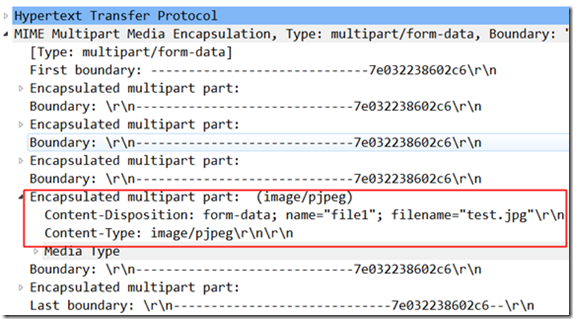 Hypertext Transfer Protocol
MIME Multipart Media Encapsulation, Type: multipart/form-data, Boundary: "
[Type: multipart/form-data]
First boundary: -----------------------------7e032238602c6\r\n
Encapsulated multipart part:
Boundary: \r\n-----------------------------7e032238602c6\r\n
Encapsulated multipart part:
Boundary: \r\n-----------------------------7e032238602c6\r\n
Encapsulated multipart part:
Boundary: \r\n-----------------------------7e032238602c6\r\n
Encapsulated multipart part:  (image/pjpeg)
Content-Disposition: form-data; name="file1"; filename="test.jpg"\r\n
Content-Type: image/pjpeg\r\n\r\n
Media Type
Boundary: \r\n-----------------------------7e032238602c6\r\n
Encapsulated multipart part:
Last boundary: \r\n-----------------------------7e032238602c6--\r\n